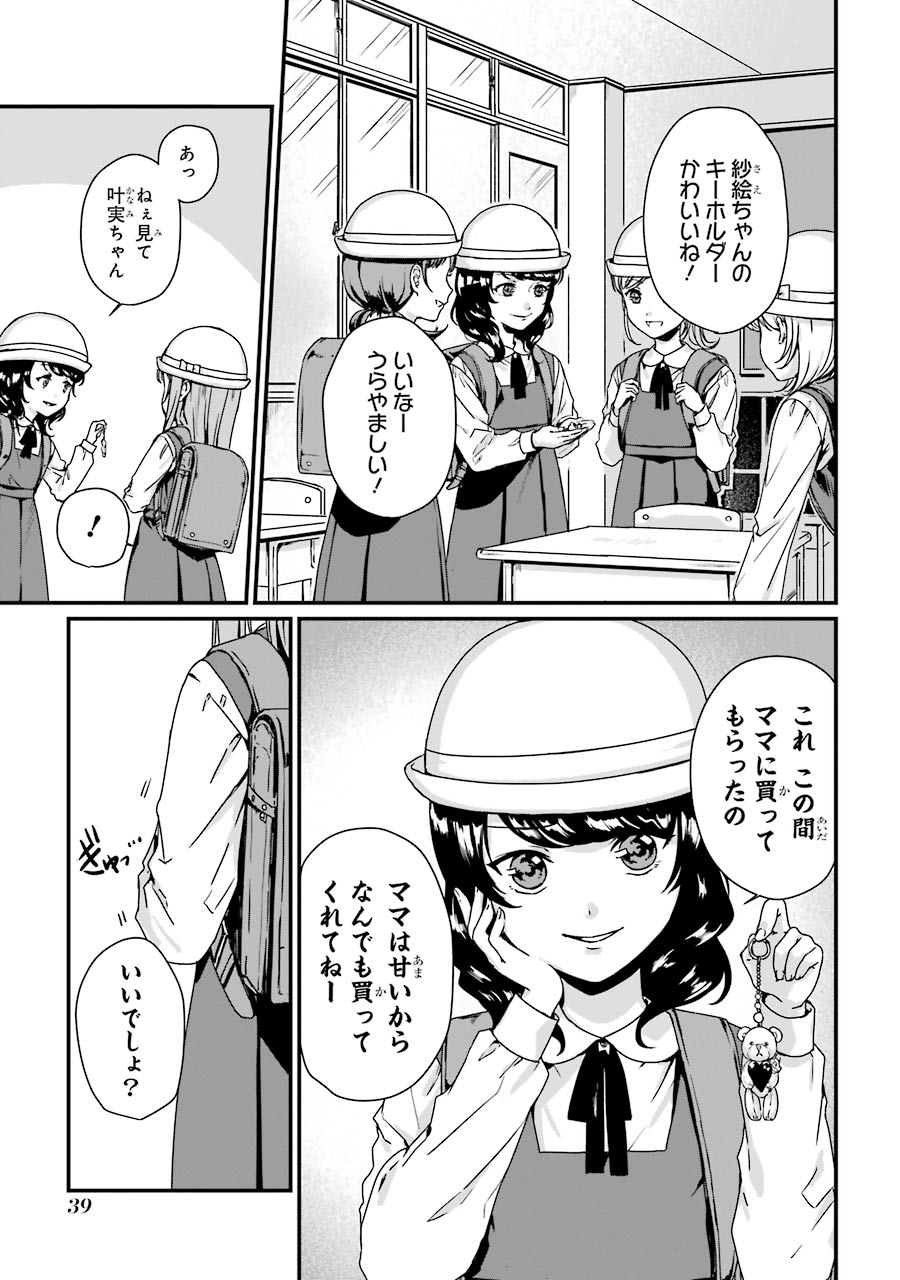 紗絵ちゃんの
キーホルダー
かわいいね!
いいなー
うらやましい!
あっ
ねぇ見て
叶実ちゃん
!
これ この間
ママに買って
もらったの
ママは甘いから
なんでも買って
くれてねー
ぎゅっ
いいでしょ?
39